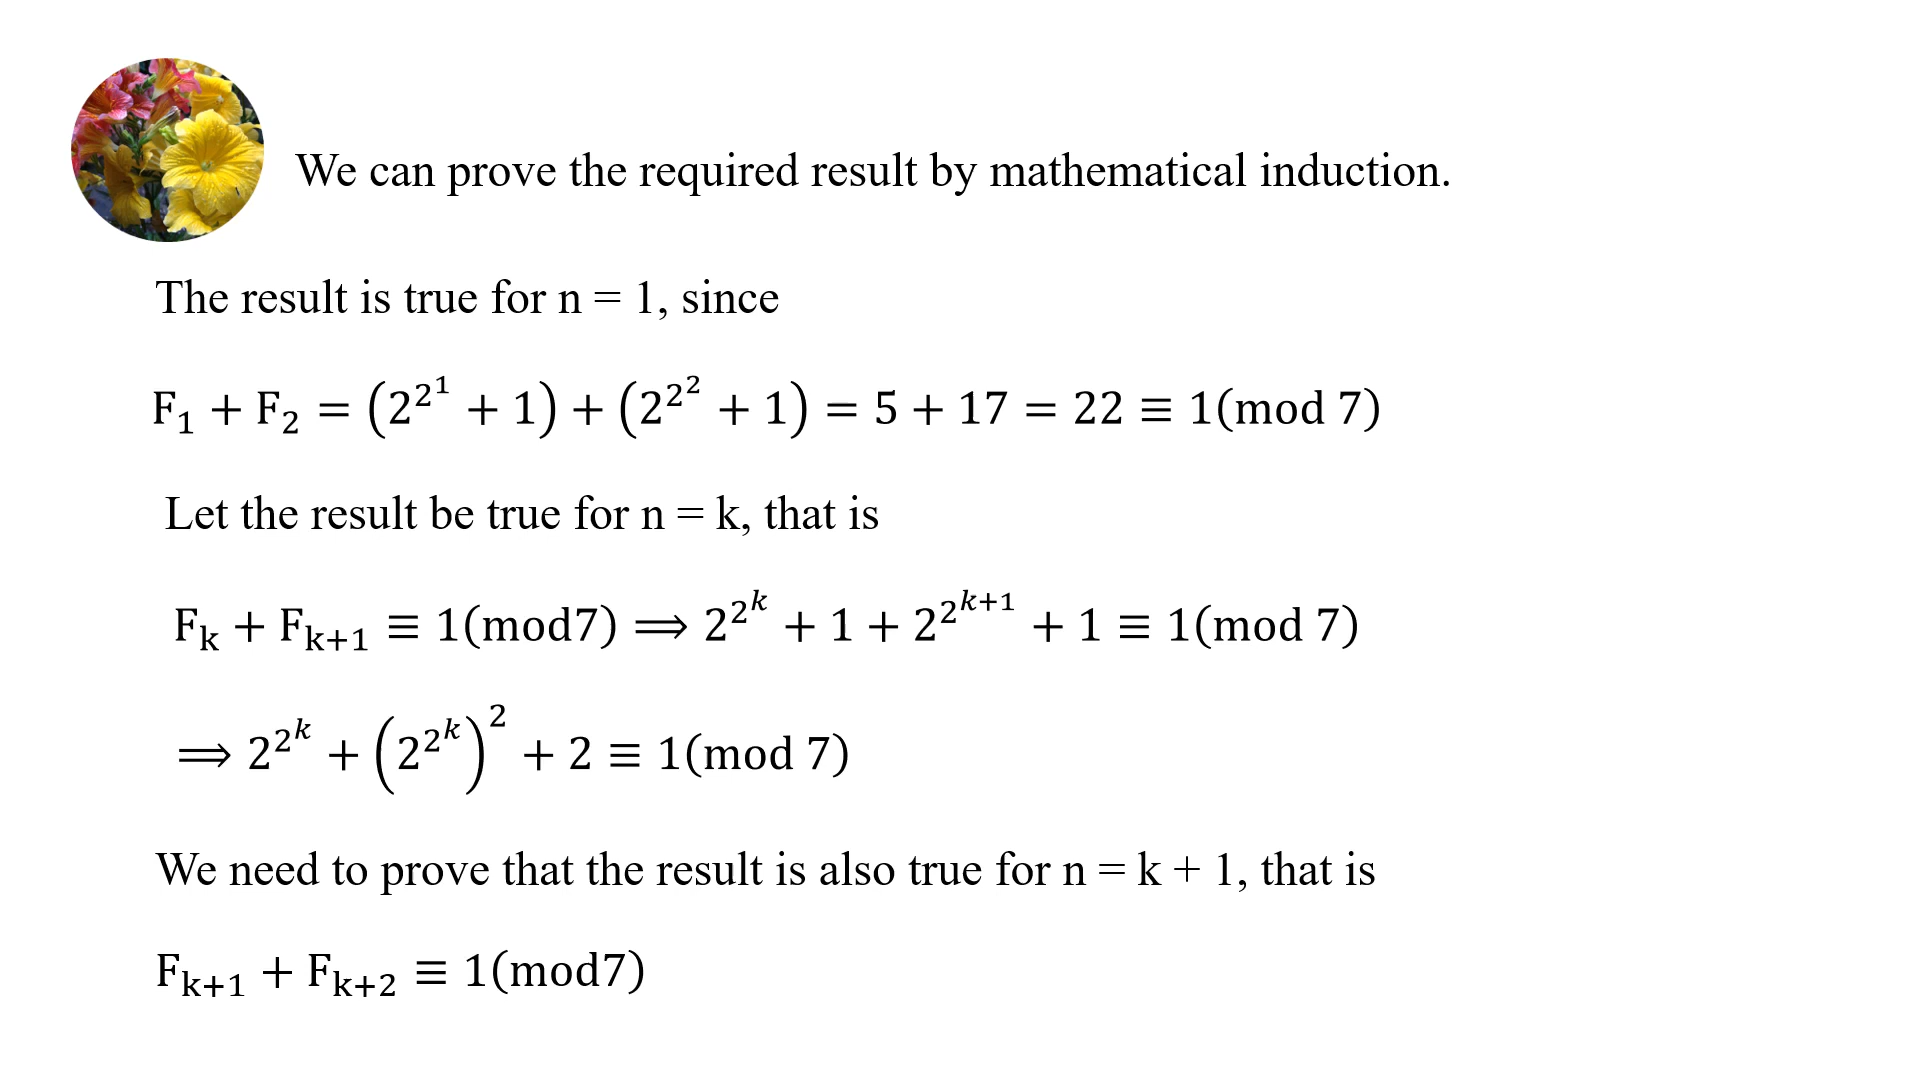 We can prove the required result by mathematical induction.
The result is true for n = 1, since
F₁ + F₂ = (2^{2^1} + 1) + (2^{2^2} + 1) = 5 + 17 = 22 ≡ 1(mod 7)
Let the result be true for n = k, that is
F_k + F_{k+1} ≡ 1(mod7) ⟹ 2^{2^k} + 1 + 2^{2^{k+1}} + 1 ≡ 1(mod 7)
⟹ 2^{2^k} + (2^{2^k})^2 + 2 ≡ 1(mod 7)
We need to prove that the result is also true for n = k + 1, that is
F_{k+1} + F_{k+2} ≡ 1(mod7)